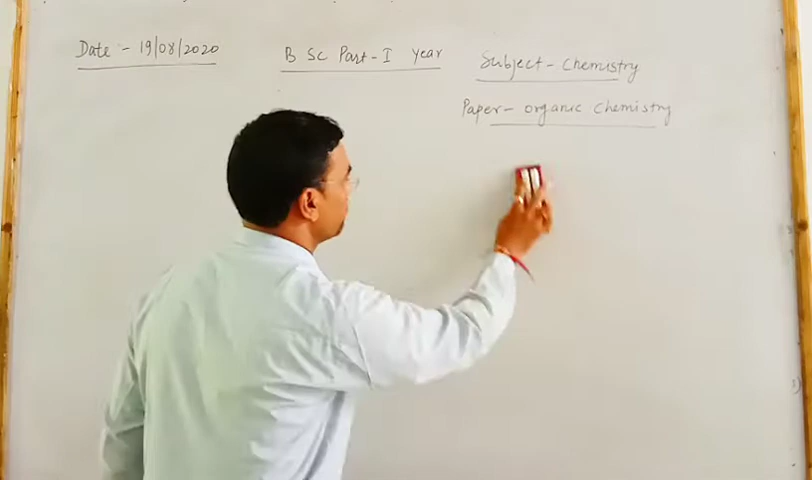 Date :- 19/08/2020
B Sc Part-I Year
Subject - Chemistry
Paper - organic Chemistry